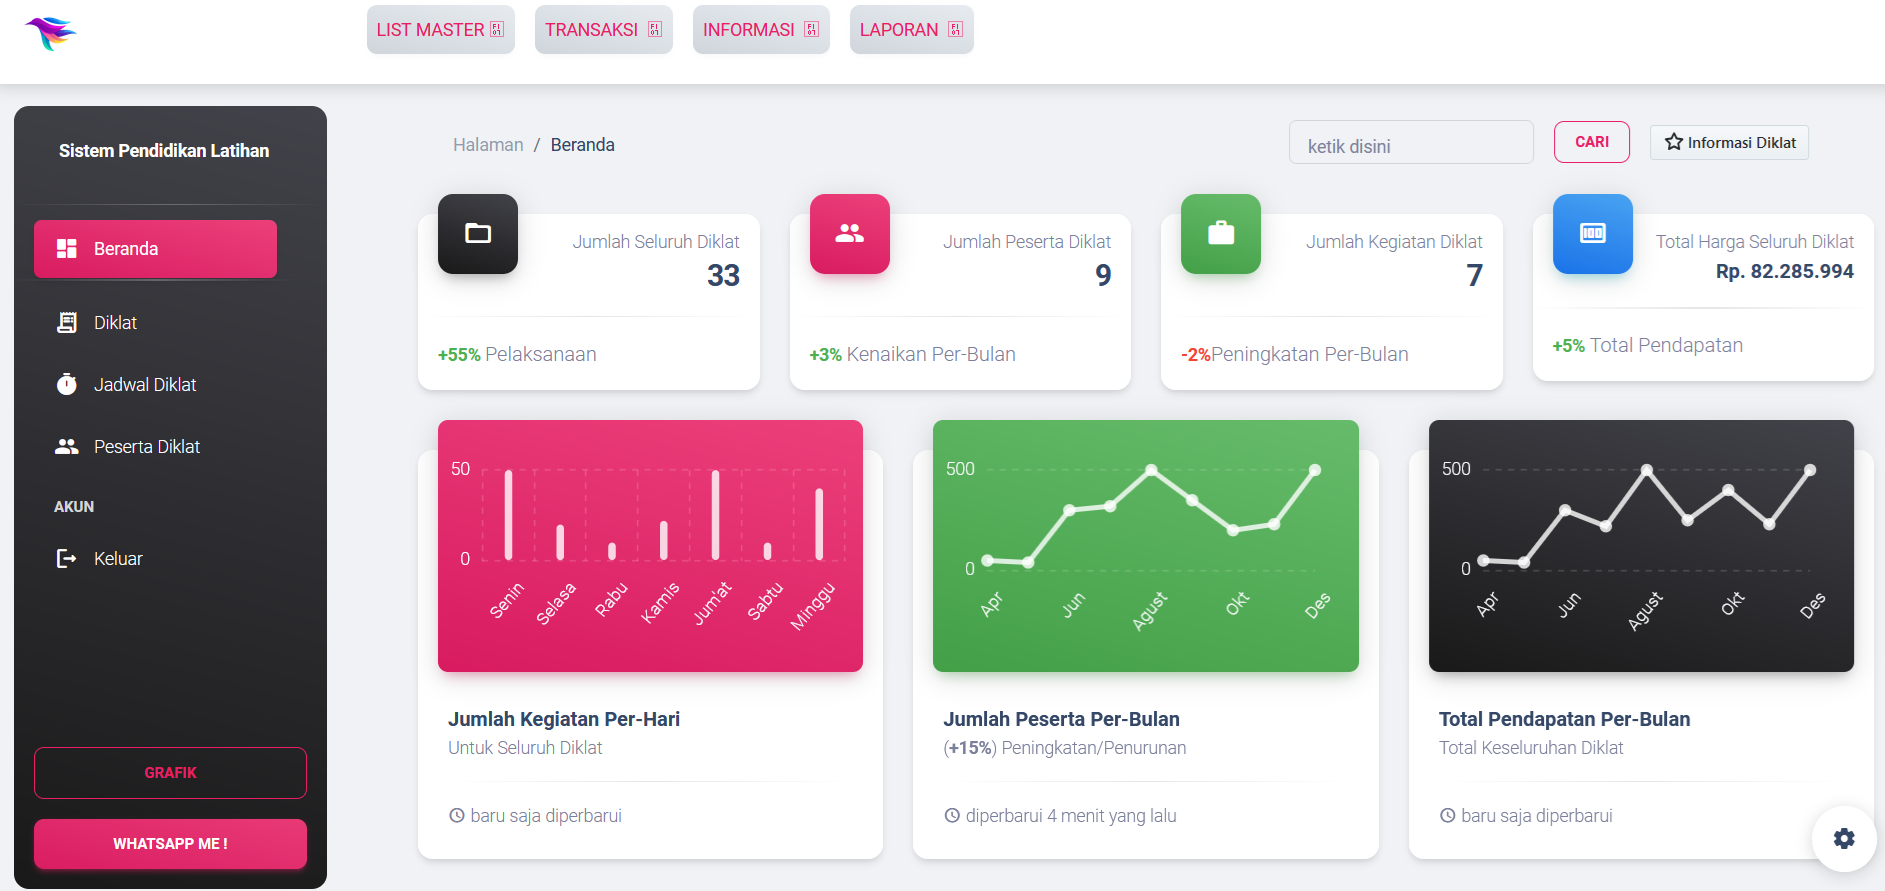 LIST MASTER
TRANSAKSI
INFORMASI
LAPORAN
Sistem Pendidikan Latihan
Beranda
Diklat
Jadwal Diklat
Peserta Diklat
AKUN
Keluar
GRAFIK
WHATSAPP ME !
Halaman / Beranda
ketik disini
CARI
Informasi Diklat
Jumlah Seluruh Diklat
33
+55% Pelaksanaan
Jumlah Peserta Diklat
9
+3% Kenaikan Per-Bulan
Jumlah Kegiatan Diklat
7
-2%Peningkatan Per-Bulan
100
Total Harga Seluruh Diklat
Rp. 82.285.994
+5% Total Pendapatan
50
0
Senin
Selasa
Rabu
Kamis
Jum'at
Sabtu
Minggu
Jumlah Kegiatan Per-Hari
Untuk Seluruh Diklat
baru saja diperbarui
500
0
Apr
Jun
Agust
Okt
Des
Jumlah Peserta Per-Bulan
(+15%) Peningkatan/Penurunan
diperbarui 4 menit yang lalu
500
0
Apr
Jun
Agust
Okt
Des
Total Pendapatan Per-Bulan
Total Keseluruhan Diklat
baru saja diperbarui